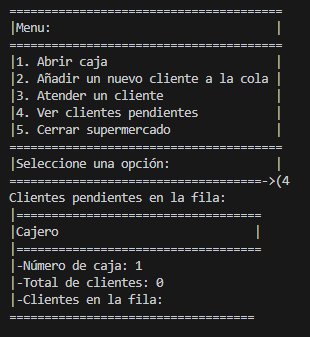 =======================================
|Menu:                                |
=======================================
|1. Abrir caja                        |
|2. Añadir un nuevo cliente a la cola |
|3. Atender un cliente                |
|4. Ver clientes pendientes           |
|5. Cerrar supermercado               |
=======================================
|Seleccione una opción:               |
====================================->(4
Clientes pendientes en la fila:
|===================================
|Cajero                            |
|===================================
|-Número de caja: 1
|-Total de clientes: 0
|-Clientes en la fila:
===================================